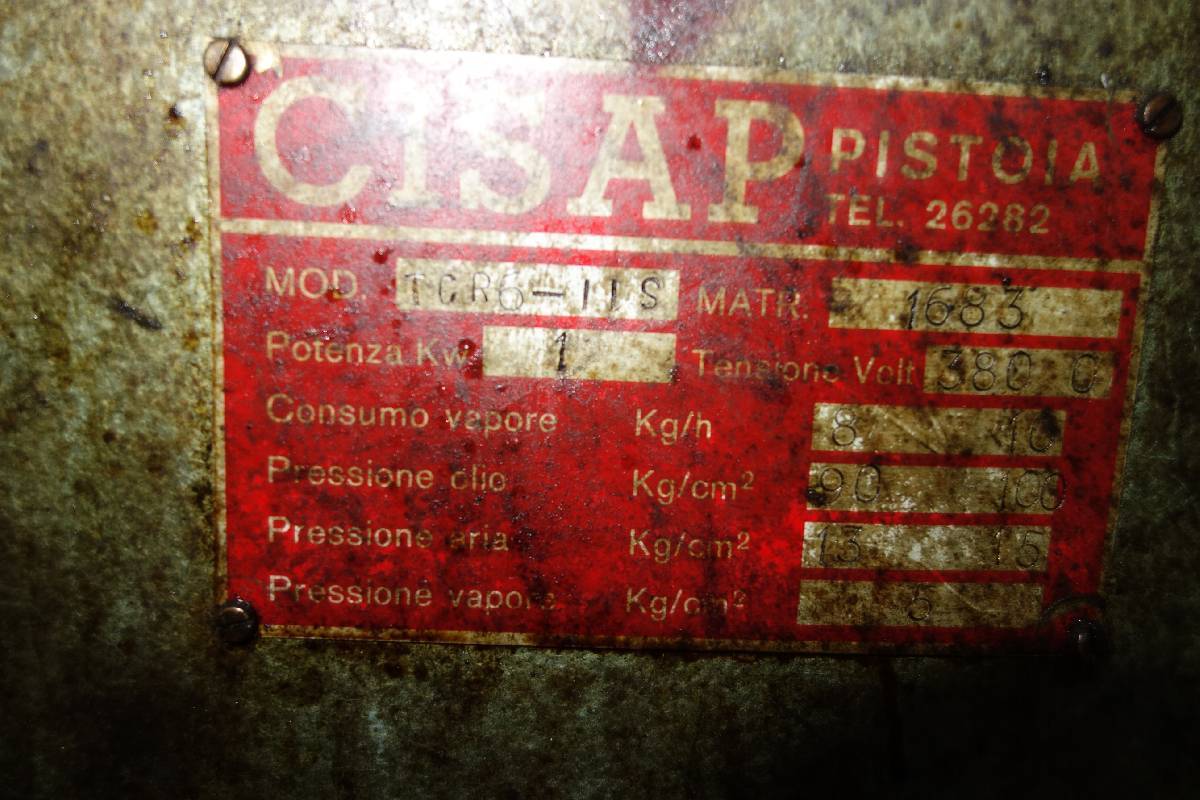 CISAP PISTOIA
TEL. 26282
MOD. TCR6-11S MATR. 1683
Potenza Kw 1 Tensione Volt 380 C
Consumo vapore Kg/h 8 10
Pressione olio Kg/cm² 90 100
Pressione aria Kg/cm² 13 15
Pressione vapore Kg/cm² 5